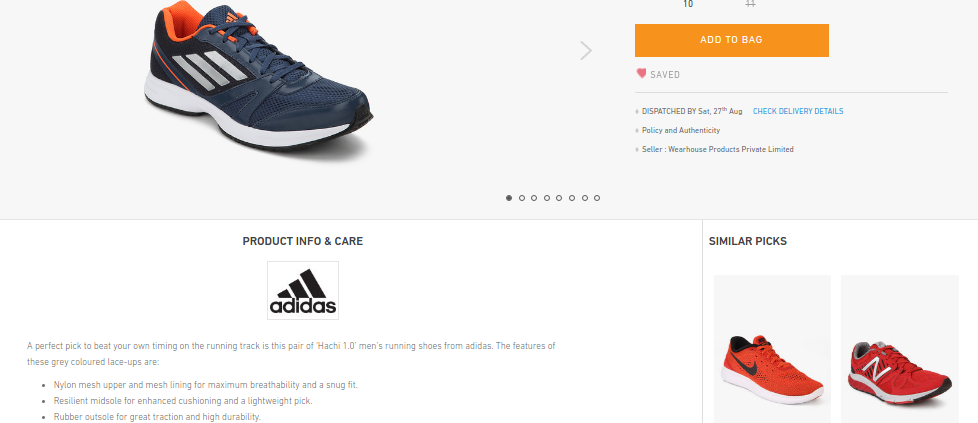 10 11
ADD TO BAG
SAVED
DISPATCHED BY Sat, 27th Aug CHECK DELIVERY DETAILS
Policy and Authenticity
Seller : Wearhouse Products Private Limited
PRODUCT INFO & CARE
SIMILAR PICKS
adidas
A perfect pick to beat your own timing on the running track is this pair of 'Hachi 1.0' men's running shoes from adidas. The features of
these grey coloured lace-ups are:
Nylon mesh upper and mesh lining for maximum breathability and a snug fit.
Resilient midsole for enhanced cushioning and a lightweight pick.
Rubber outsole for great traction and high durability.